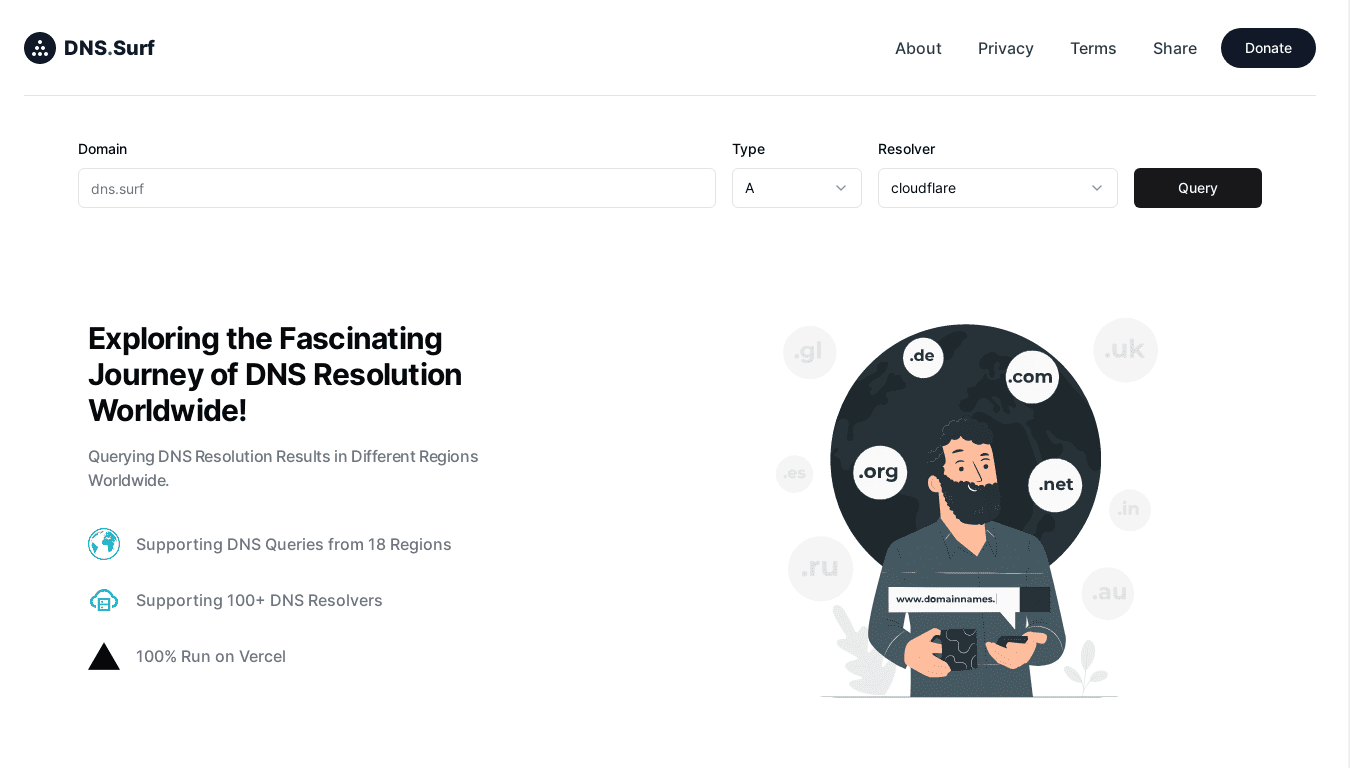 DNS.Surf
About
Privacy
Terms
Share
Donate
Domain
Type
Resolver
dns.surf
A
cloudflare
Query
Exploring the Fascinating
Journey of DNS Resolution
Worldwide!
Querying DNS Resolution Results in Different Regions
Worldwide.
Supporting DNS Queries from 18 Regions
Supporting 100+ DNS Resolvers
100% Run on Vercel
.gl
.de
.com
.uk
.es
.org
.net
.in
.ru
.au
www.domainnames.